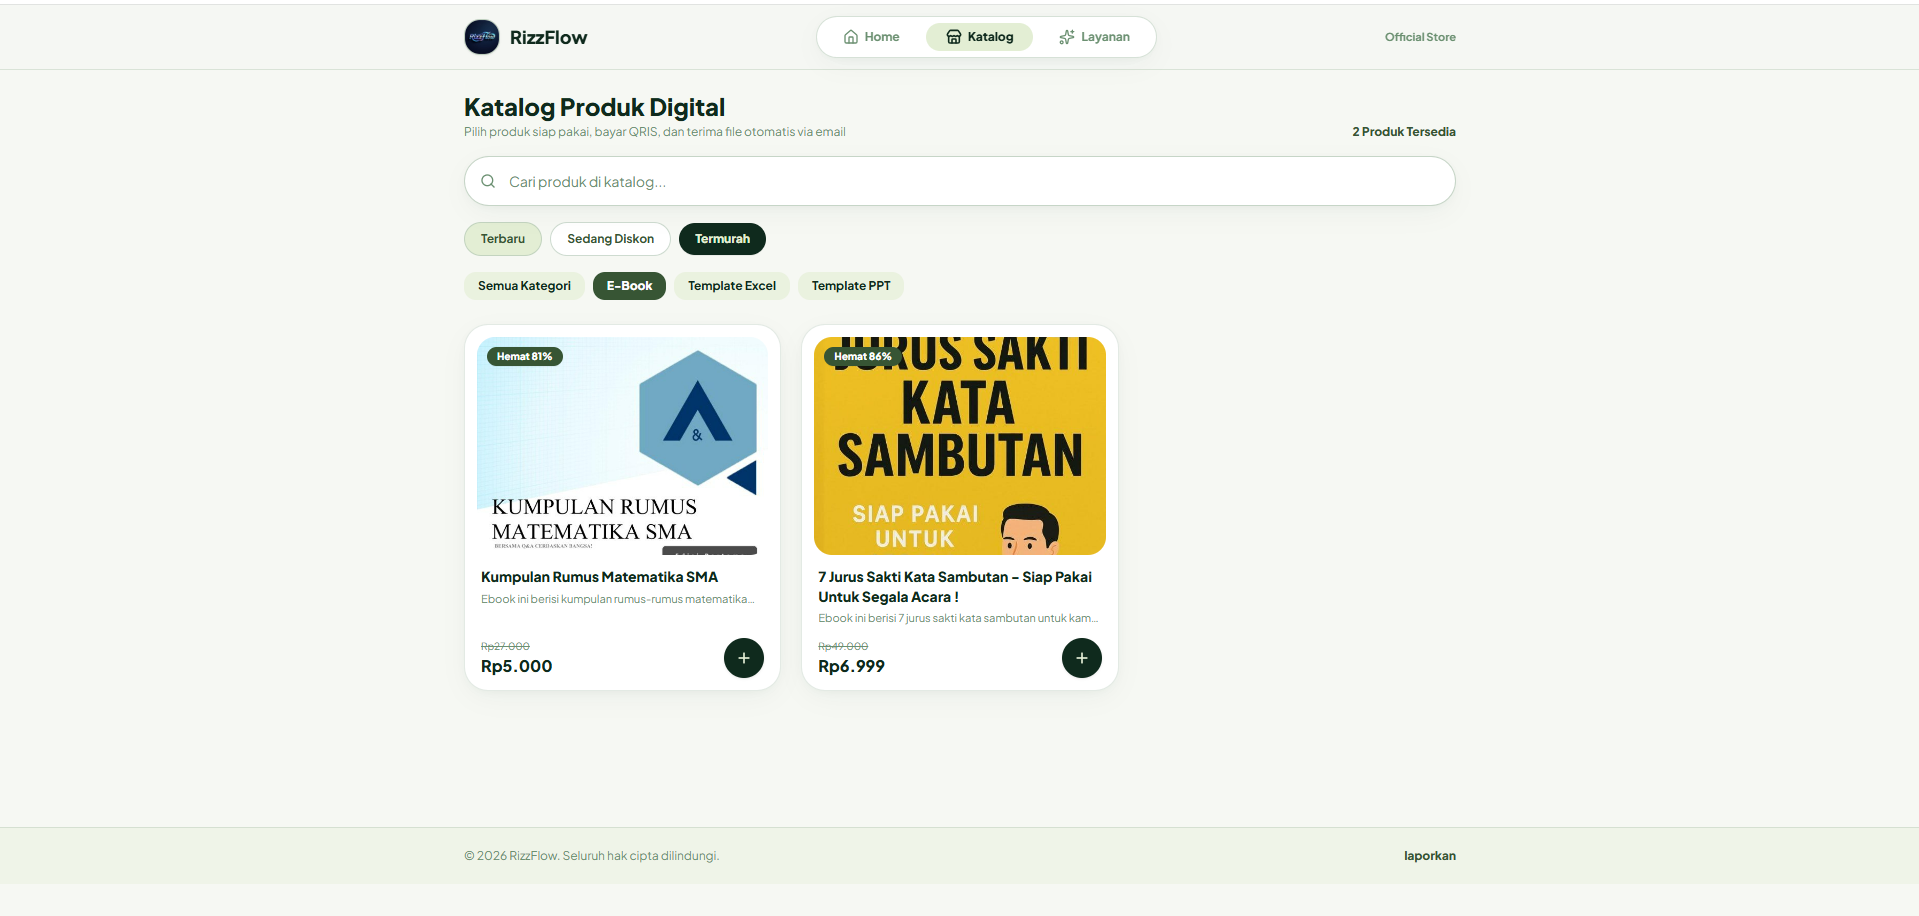 RizzFlow
Home
Katalog
Layanan
Official Store
Katalog Produk Digital
Pilih produk siap pakai, bayar QRIS, dan terima file otomatis via email
2 Produk Tersedia
Cari produk di katalog...
Terbaru
Sedang Diskon
Termurah
Semua Kategori
E-Book
Template Excel
Template PPT
Hemat 81%
&
KUMPULAN RUMUS
MATEMATIKA SMA
BERSAMA Q&A CERDASKAN BANGSA!
Kumpulan Rumus Matematika SMA
Ebook ini berisi kumpulan rumus-rumus matematika...
Rp27.000
Rp5.000
Hemat 86%
JURUS SAKTI
KATA
SAMBUTAN
SIAP PAKAI
UNTUK
7 Jurus Sakti Kata Sambutan - Siap Pakai
Untuk Segala Acara !
Ebook ini berisi 7 jurus sakti kata sambutan untuk kam...
Rp49.000
Rp6.999
© 2026 RizzFlow. Seluruh hak cipta dilindungi.
laporkan